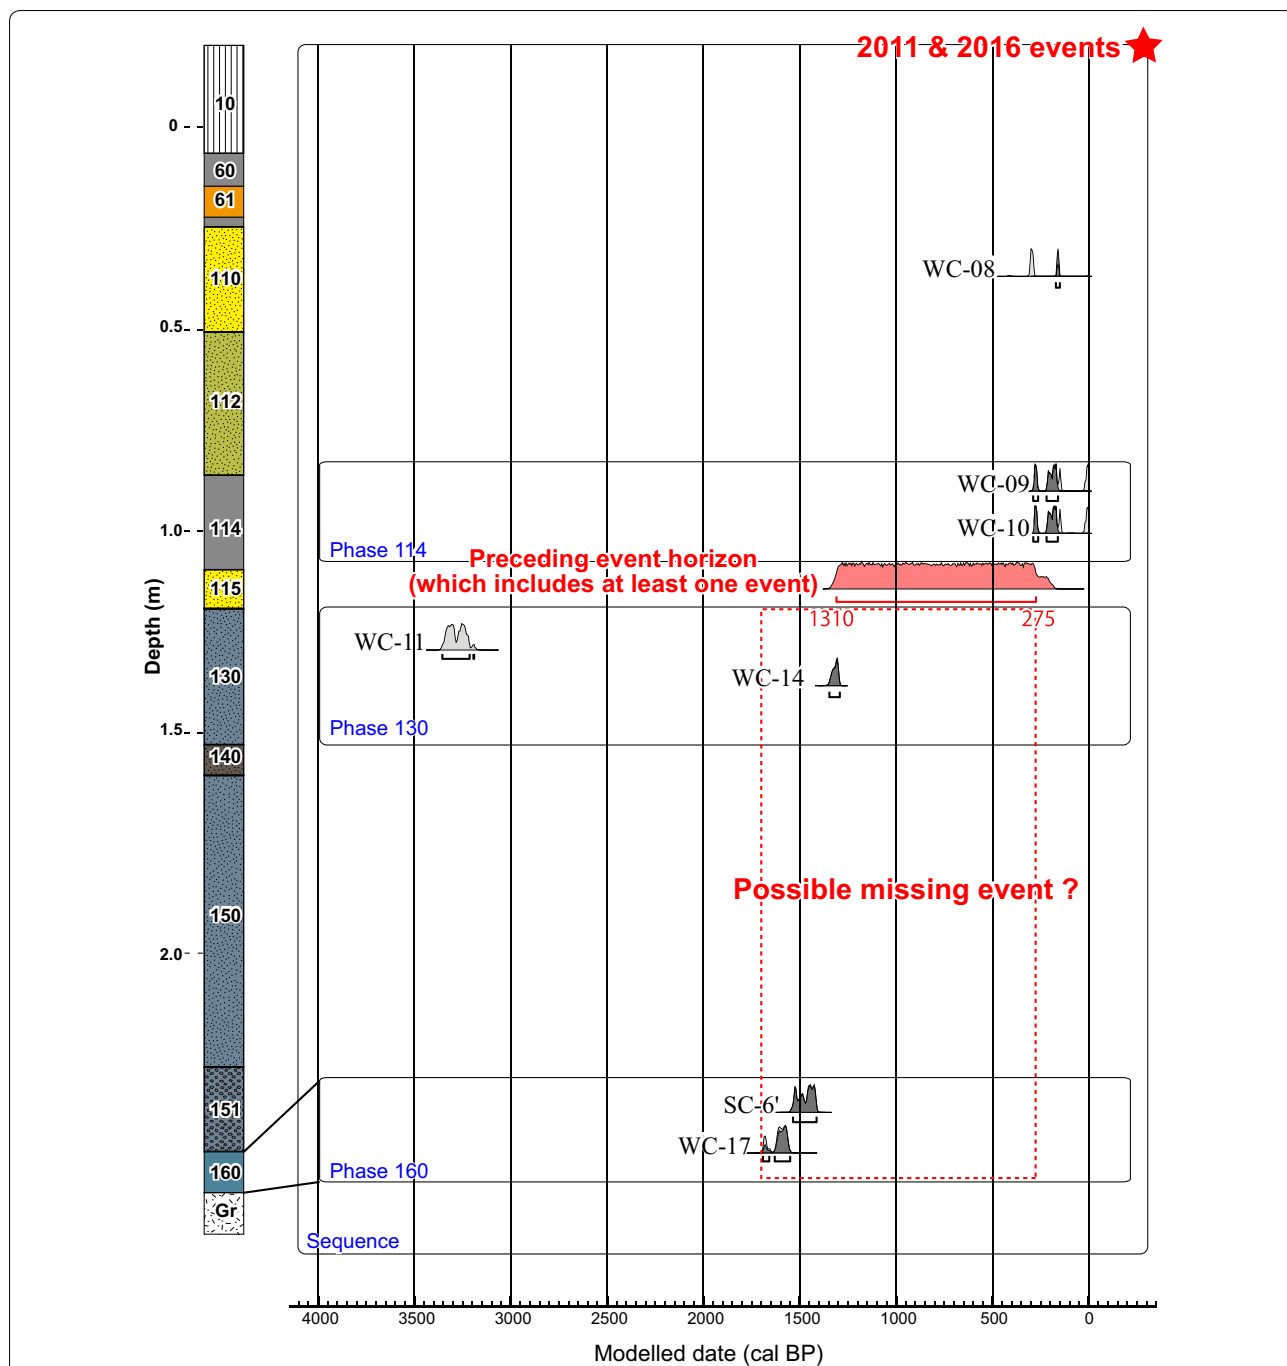 2011 & 2016 events
10
0
60
61
WC-08
110
0.5
112
WC-09
114
1.0
WC-10
Phase 114
Preceding event horizon
(which includes at least one event)
115
1310
275
Depth (m)
WC-11
130
WC-14
Phase 130
1.5
140
Possible missing event ?
150
2.0
SC-6'
151
WC-17
160
Phase 160
Gr
Sequence
4000 3500 3000 2500 2000 1500 1000 500 0
Modelled date (cal BP)